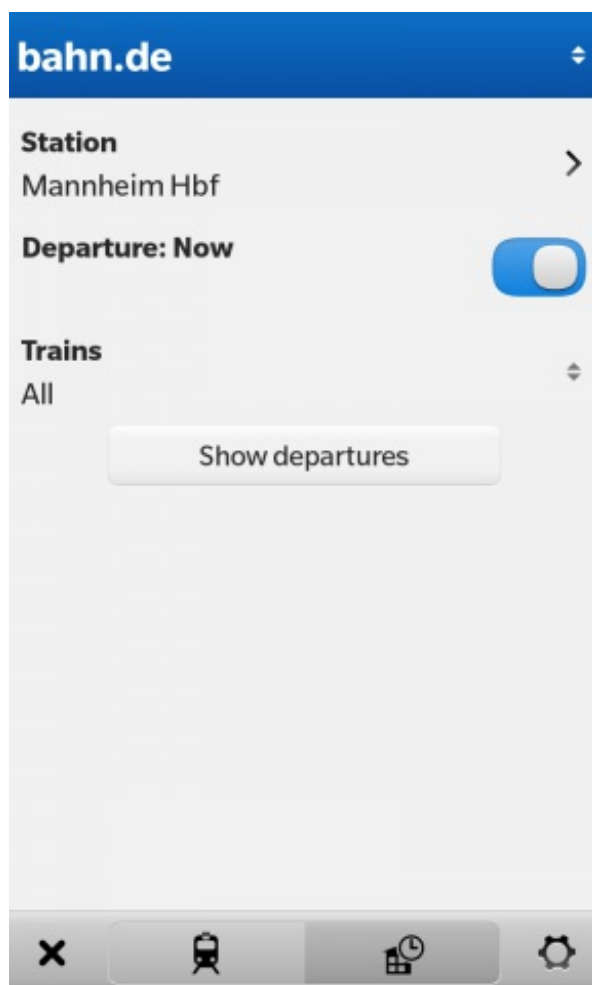 bahn.de
Station
Mannheim Hbf
Departure: Now
Trains
All
Show departures